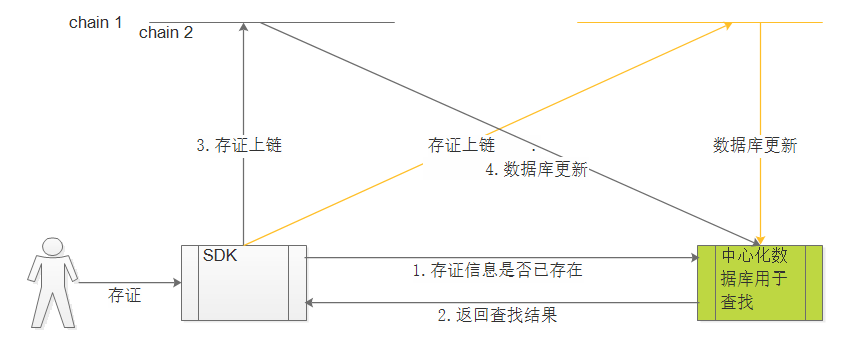 chain 1
chain 2
3.存证上链
存证上链
数据库更新
4.数据库更新
SDK
中心化数
据库用于
查找
1.存证信息是否已存在
存证
2.返回查找结果